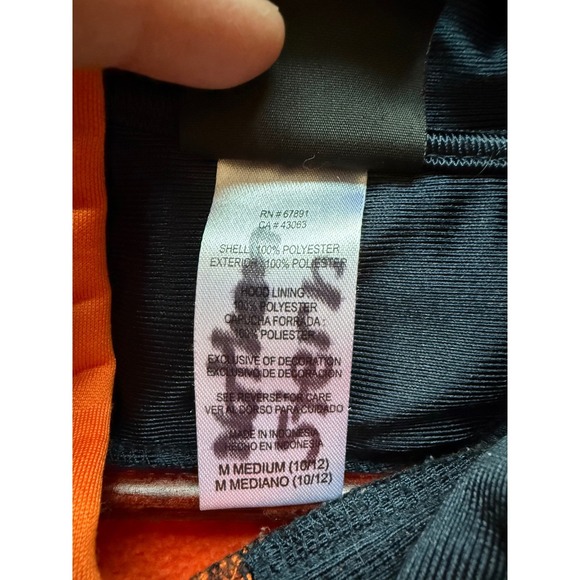 RN # 67891
CA # 43063
SHELL: 100% POLYESTER
EXTERIOR :100% POLYESTER
HOOD LINING :
100% POLYESTER
CAPUCHA FORRADA :
100% POLIESTER
EXCLUSIVE OF DECORATION
EXCLUSIVO DE DECORACION
SEE REVERSE FOR CARE
VER AL DORSO PARA CUIDADO
MADE IN INDONESIA
HECHO EN INDONESIA
M MEDIUM (10/12)
M MEDIANO (10/12)